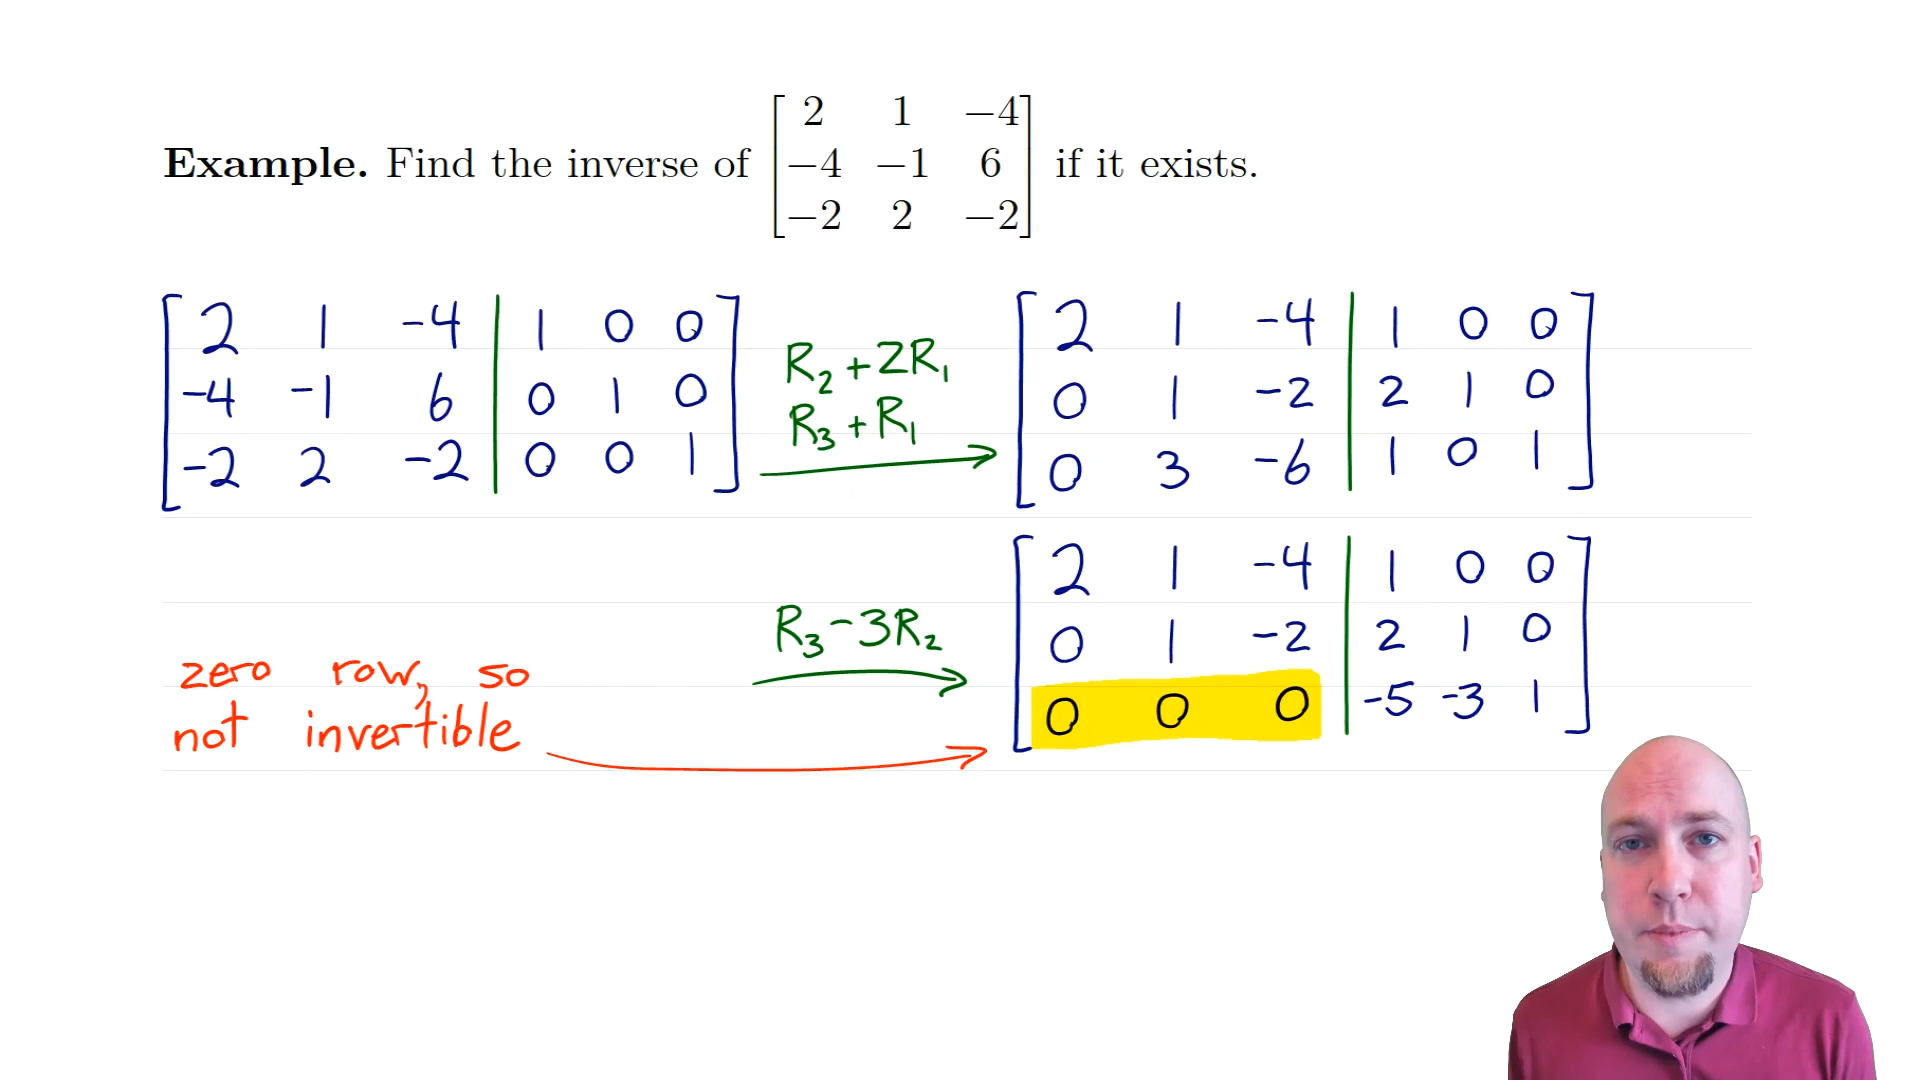 Example. Find the inverse of [2 1 −4; −4 −1 6; −2 2 −2] if it exists.
2 1 -4 | 1 0 0
-4 -1 6 | 0 1 0
-2 2 -2 | 0 0 1
R₂ + 2R₁
R₃ + R₁
2 1 -4 | 1 0 0
0 1 -2 | 2 1 0
0 3 -6 | 1 0 1
R₃ - 3R₂
2 1 -4 | 1 0 0
0 1 -2 | 2 1 0
0 0 0 | -5 -3 1
zero row, so
not invertible